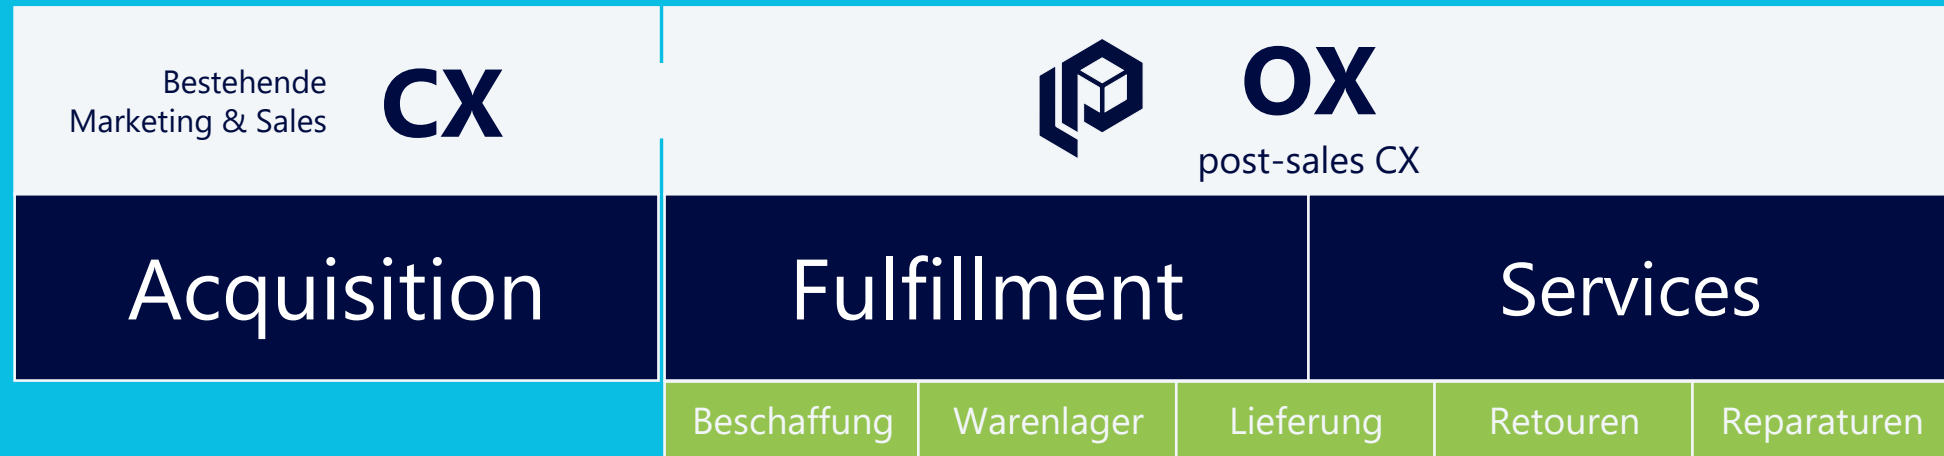 Bestehende
Marketing & Sales
CX
OX
post-sales CX
Acquisition
Fulfillment
Services
Beschaffung
Warenlager
Lieferung
Retouren
Reparaturen